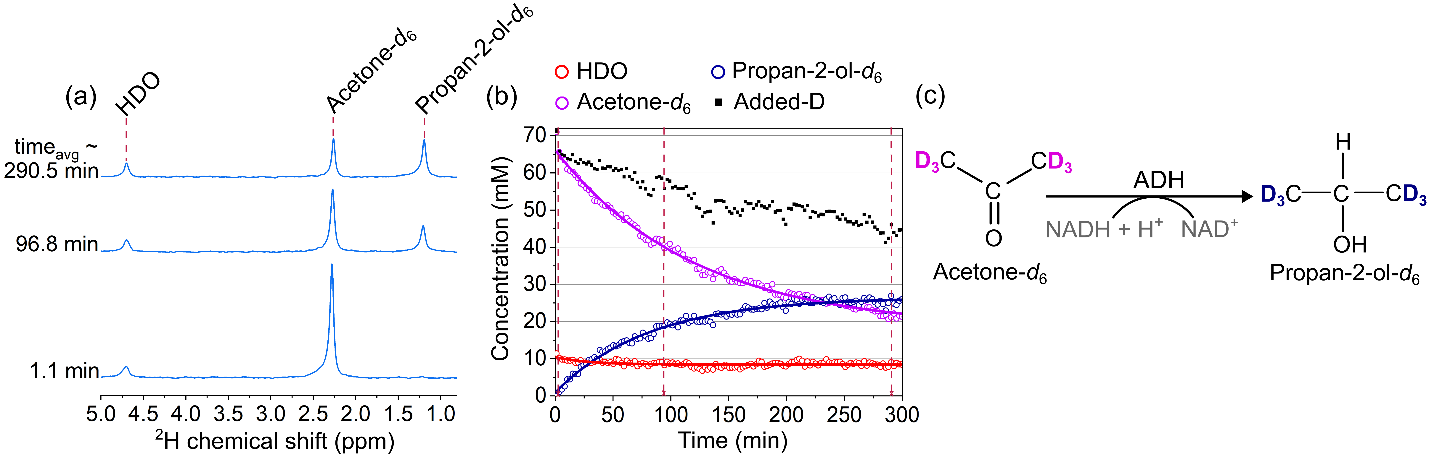 (a)
HDO
Acetone-d6
Propan-2-ol-d6
timeavg ~
290.5 min
96.8 min
1.1 min
5.0 4.5 4.0 3.5 3.0 2.5 2.0 1.5 1.0
²H chemical shift (ppm)
(b)
HDO Propan-2-ol-d6
Acetone-d6 Added-D
70
60
50
40
30
20
10
0
Concentration (mM)
0 50 100 150 200 250 300
Time (min)
(c)
H
D3 C C C D3
O
ADH
NADH + H⁺ NAD⁺
D3 C C C D3
OH
Acetone-d6
Propan-2-ol-d6